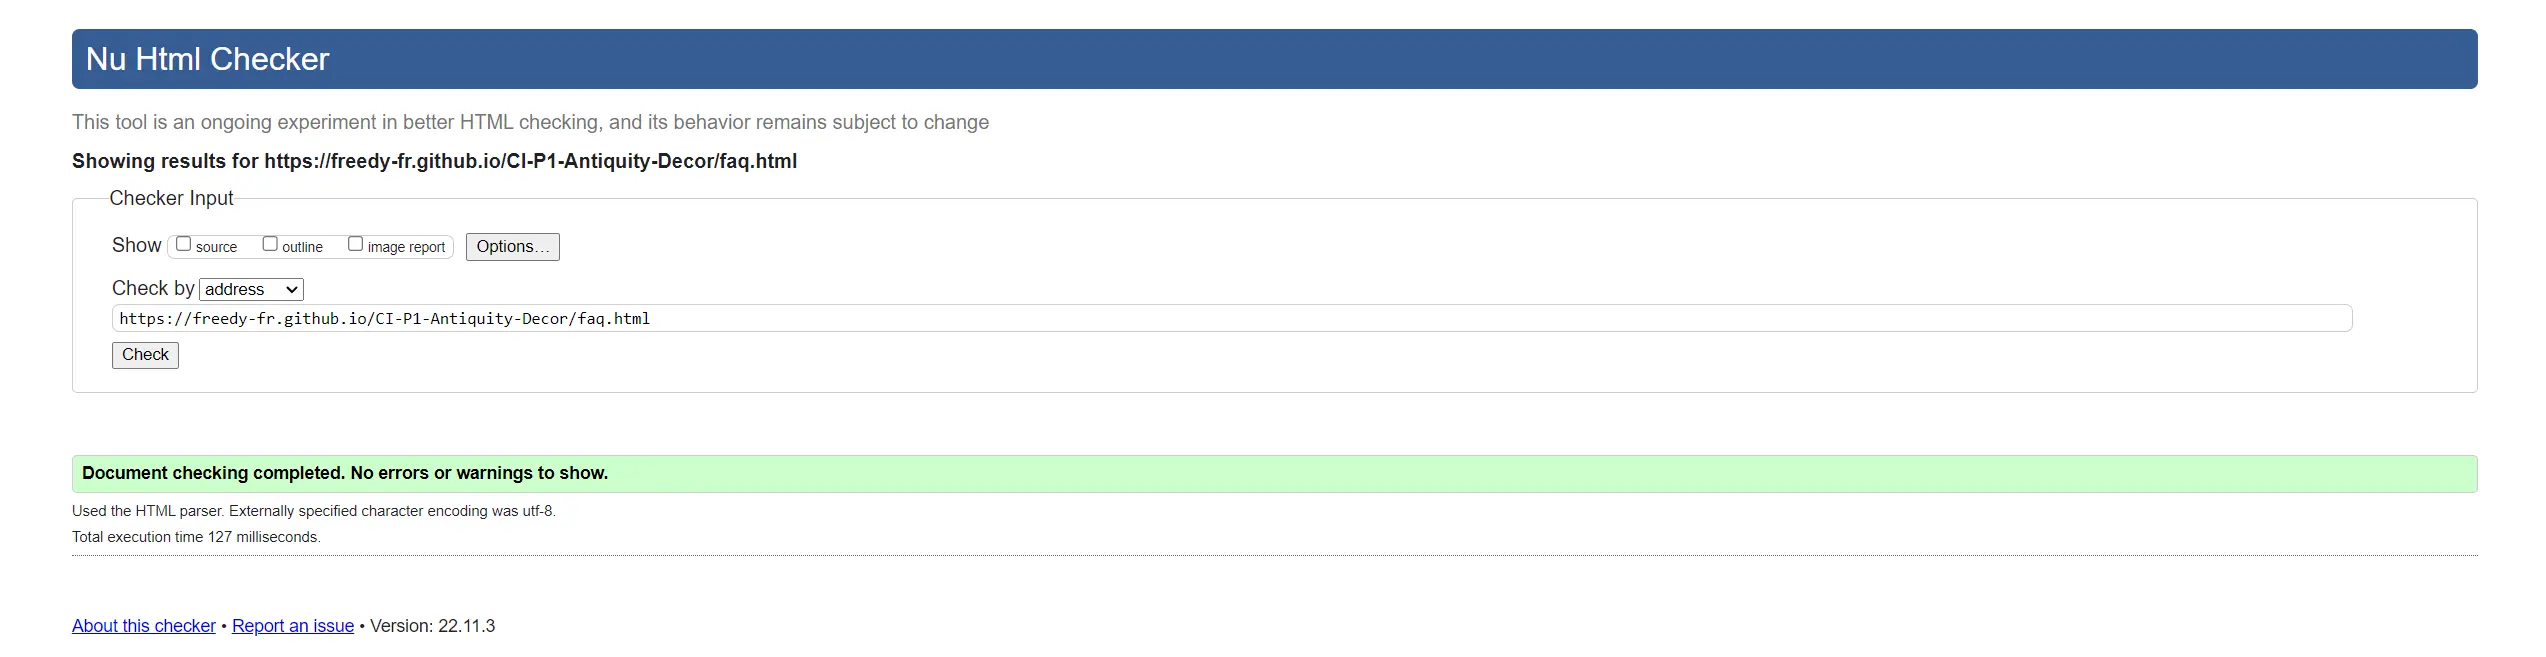 Nu Html Checker
This tool is an ongoing experiment in better HTML checking, and its behavior remains subject to change
Showing results for https://freedy-fr.github.io/CI-P1-Antiquity-Decor/faq.html
Checker Input
Show source outline image report Options...
Check by address
https://freedy-fr.github.io/CI-P1-Antiquity-Decor/faq.html
Check
Document checking completed. No errors or warnings to show.
Used the HTML parser. Externally specified character encoding was utf-8.
Total execution time 127 milliseconds.
About this checker • Report an issue • Version: 22.11.3